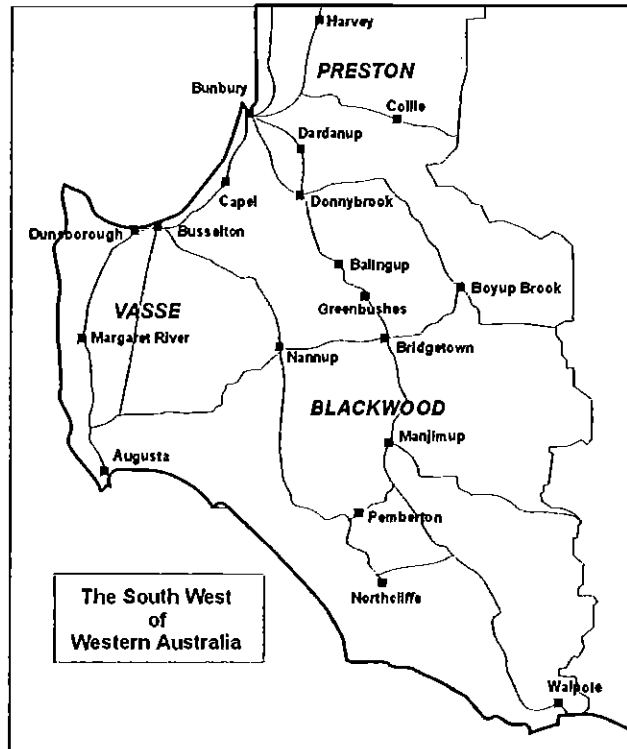 Harvey
PRESTON
Bunbury
Collie
Dardanup
Capel
Donnybrook
Dunsborough
Busselton
Balingup
Boyup Brook
Greenbushes
VASSE
Margaret River
Nannup
Bridgetown
BLACKWOOD
Manjimup
Augusta
Pemberton
Northcliffe
The South West
of
Western Australia
Walpole